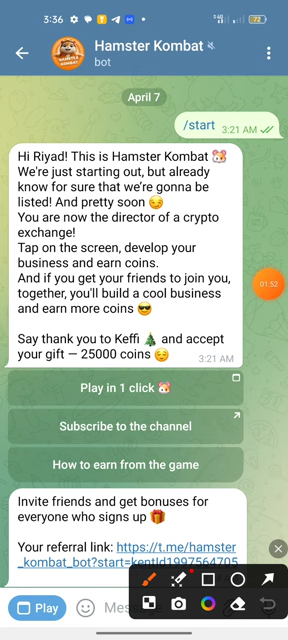 3:36
72
Hamster Kombat
bot
April 7
/start 3:21 AM
Hi Riyad! This is Hamster Kombat 🐹
We're just starting out, but already
know for sure that we're gonna be
listed! And pretty soon 😏
You are now the director of a crypto
exchange!
Tap on the screen, develop your
business and earn coins.
And if you get your friends to join you,
together, you'll build a cool business
and earn more coins 😎
Say thank you to Keffi 🎄 and accept
your gift — 25000 coins 😌
3:21 AM
01:52
Play in 1 click 🐹
Subscribe to the channel
How to earn from the game
Invite friends and get bonuses for
everyone who signs up 🎁
Your referral link: https://t.me/hamster
_kombat_bot?start=kentId1997564705
Play